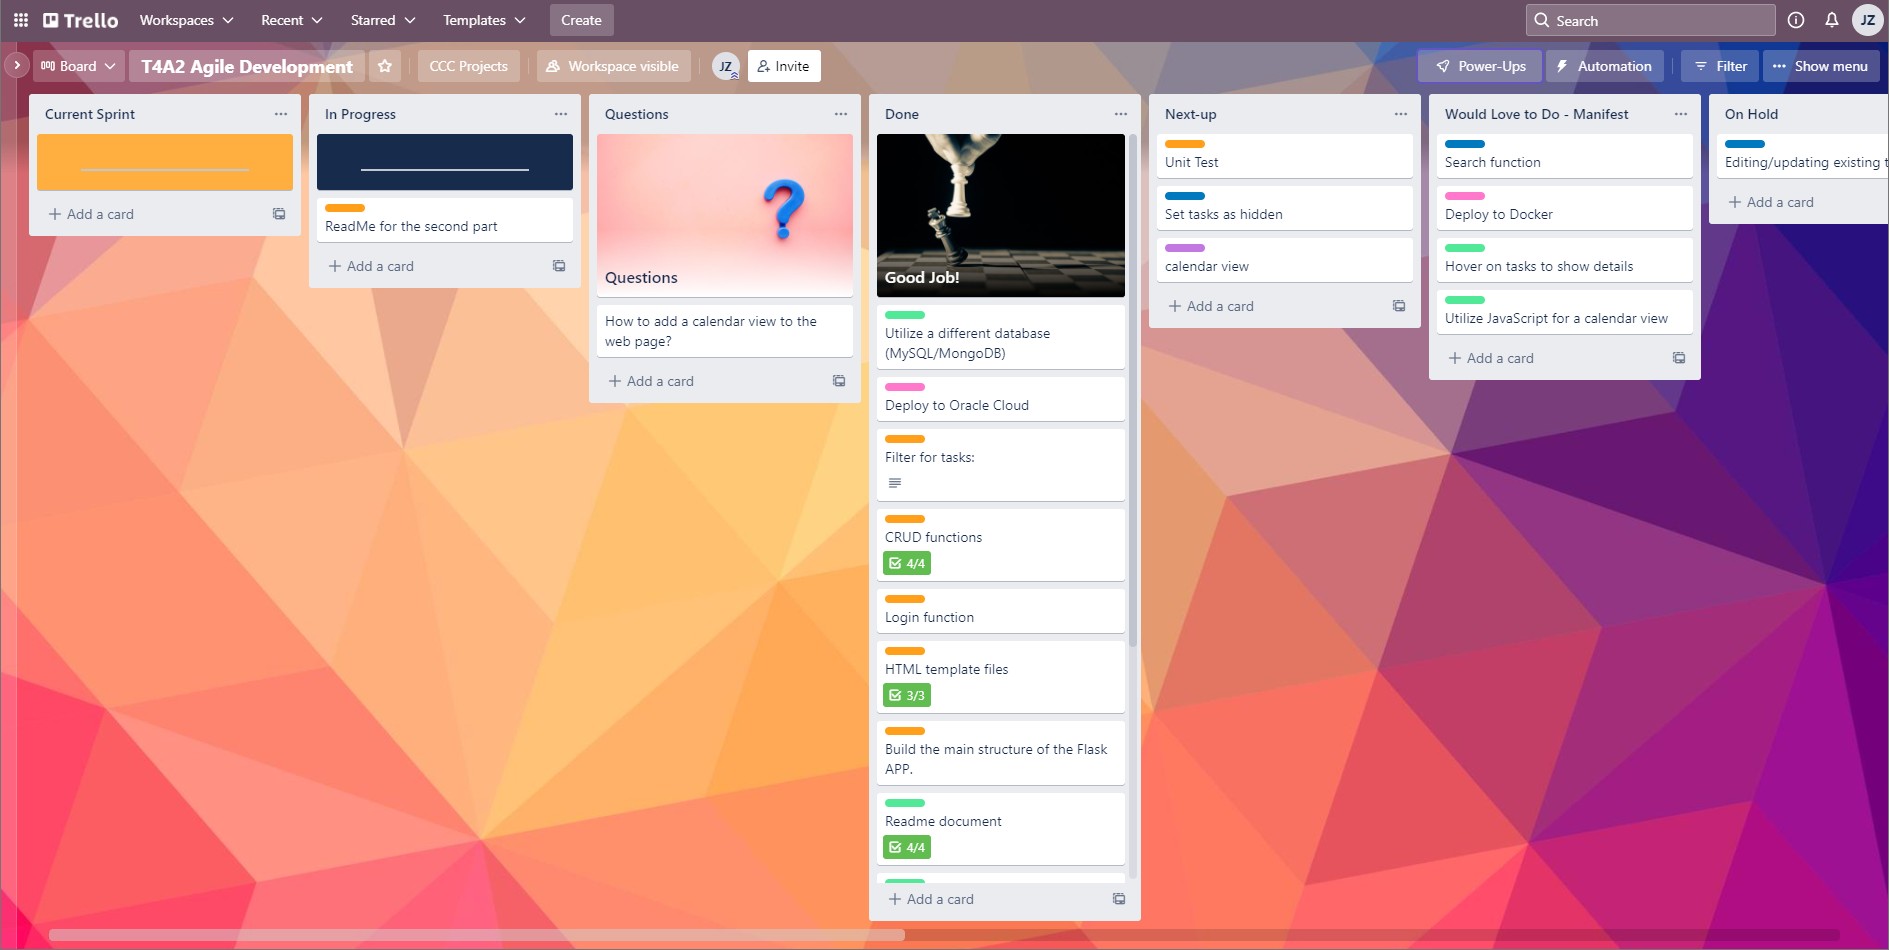 Trello
Workspaces
Recent
Starred
Templates
Create
Search
JZ
Board
T4A2 Agile Development
CCC Projects
Workspace visible
JZ
Invite
Power-Ups
Automation
Filter
Show menu
Current Sprint
Add a card
In Progress
ReadMe for the second part
Add a card
Questions
Questions
How to add a calendar view to the
web page?
Add a card
Done
Good Job!
Utilize a different database
(MySQL/MongoDB)
Deploy to Oracle Cloud
Filter for tasks:
CRUD functions
4/4
Login function
HTML template files
3/3
Build the main structure of the Flask
APP.
Readme document
4/4
Add a card
Next-up
Unit Test
Set tasks as hidden
calendar view
Add a card
Would Love to Do - Manifest
Search function
Deploy to Docker
Hover on tasks to show details
Utilize JavaScript for a calendar view
Add a card
On Hold
Editing/updating existing
Add a card